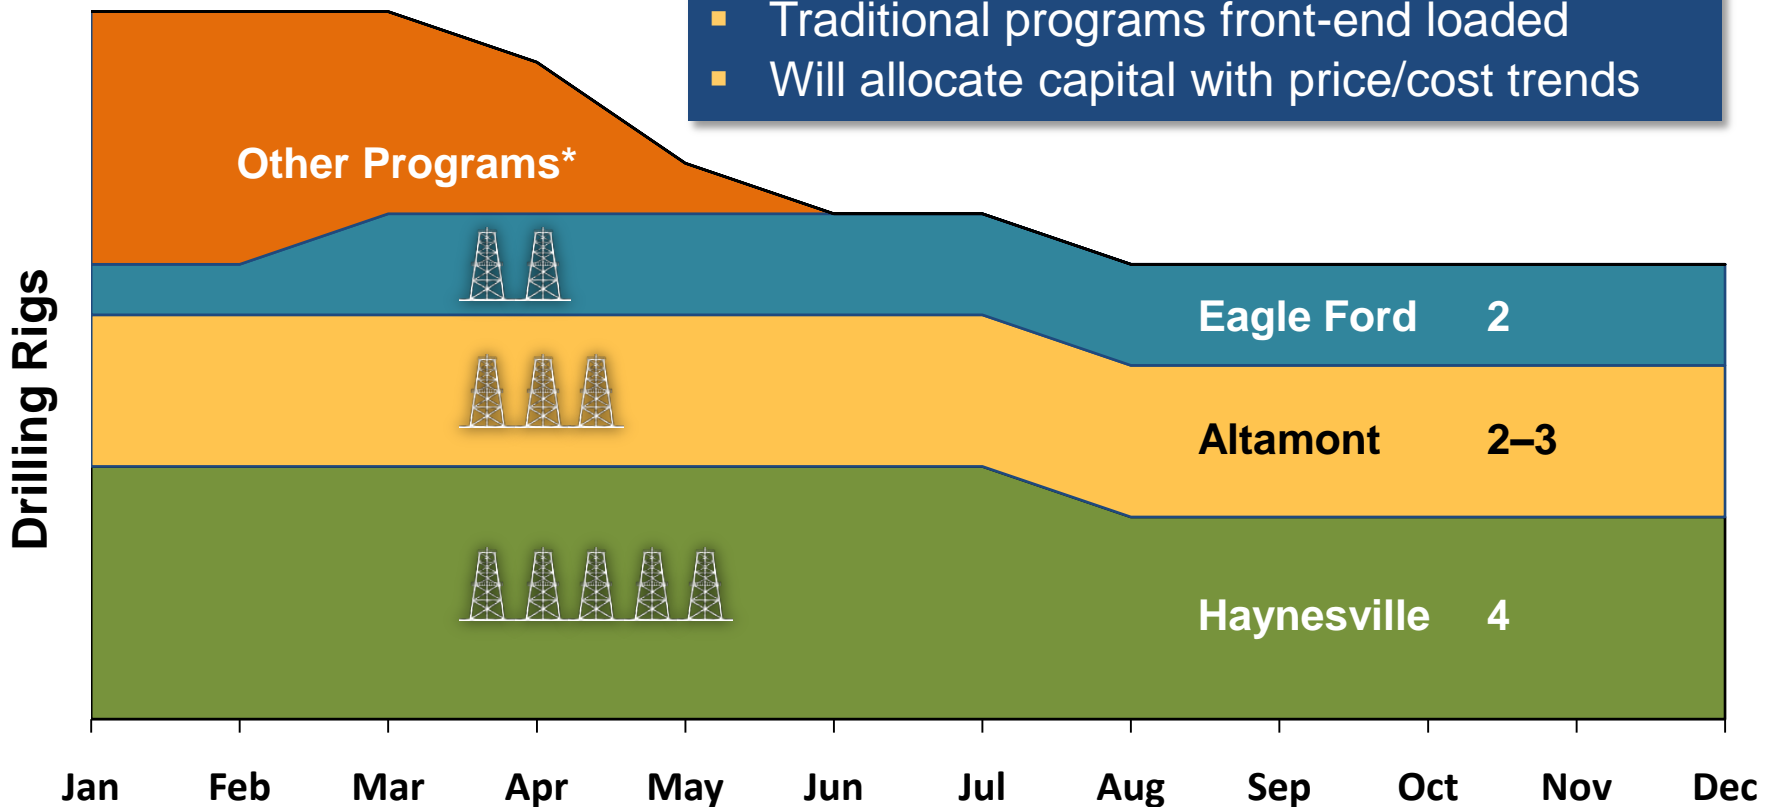 ▪ Traditional programs front-end loaded
▪ Will allocate capital with price/cost trends
Other Programs*
Drilling Rigs
Eagle Ford 2
Altamont 2–3
Haynesville 4
Jan Feb Mar Apr May Jun Jul Aug Sep Oct Nov Dec